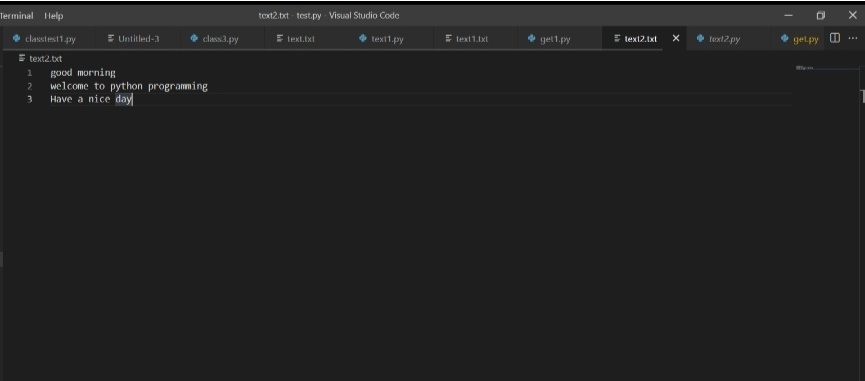 Terminal Help text2.txt - test.py - Visual Studio Code
classtest1.py Untitled-3 class3.py text.txt text1.py text1.txt get1.py text2.txt text2.py get.py
text2.txt
1 good morning
2 welcome to python programming
3 Have a nice day